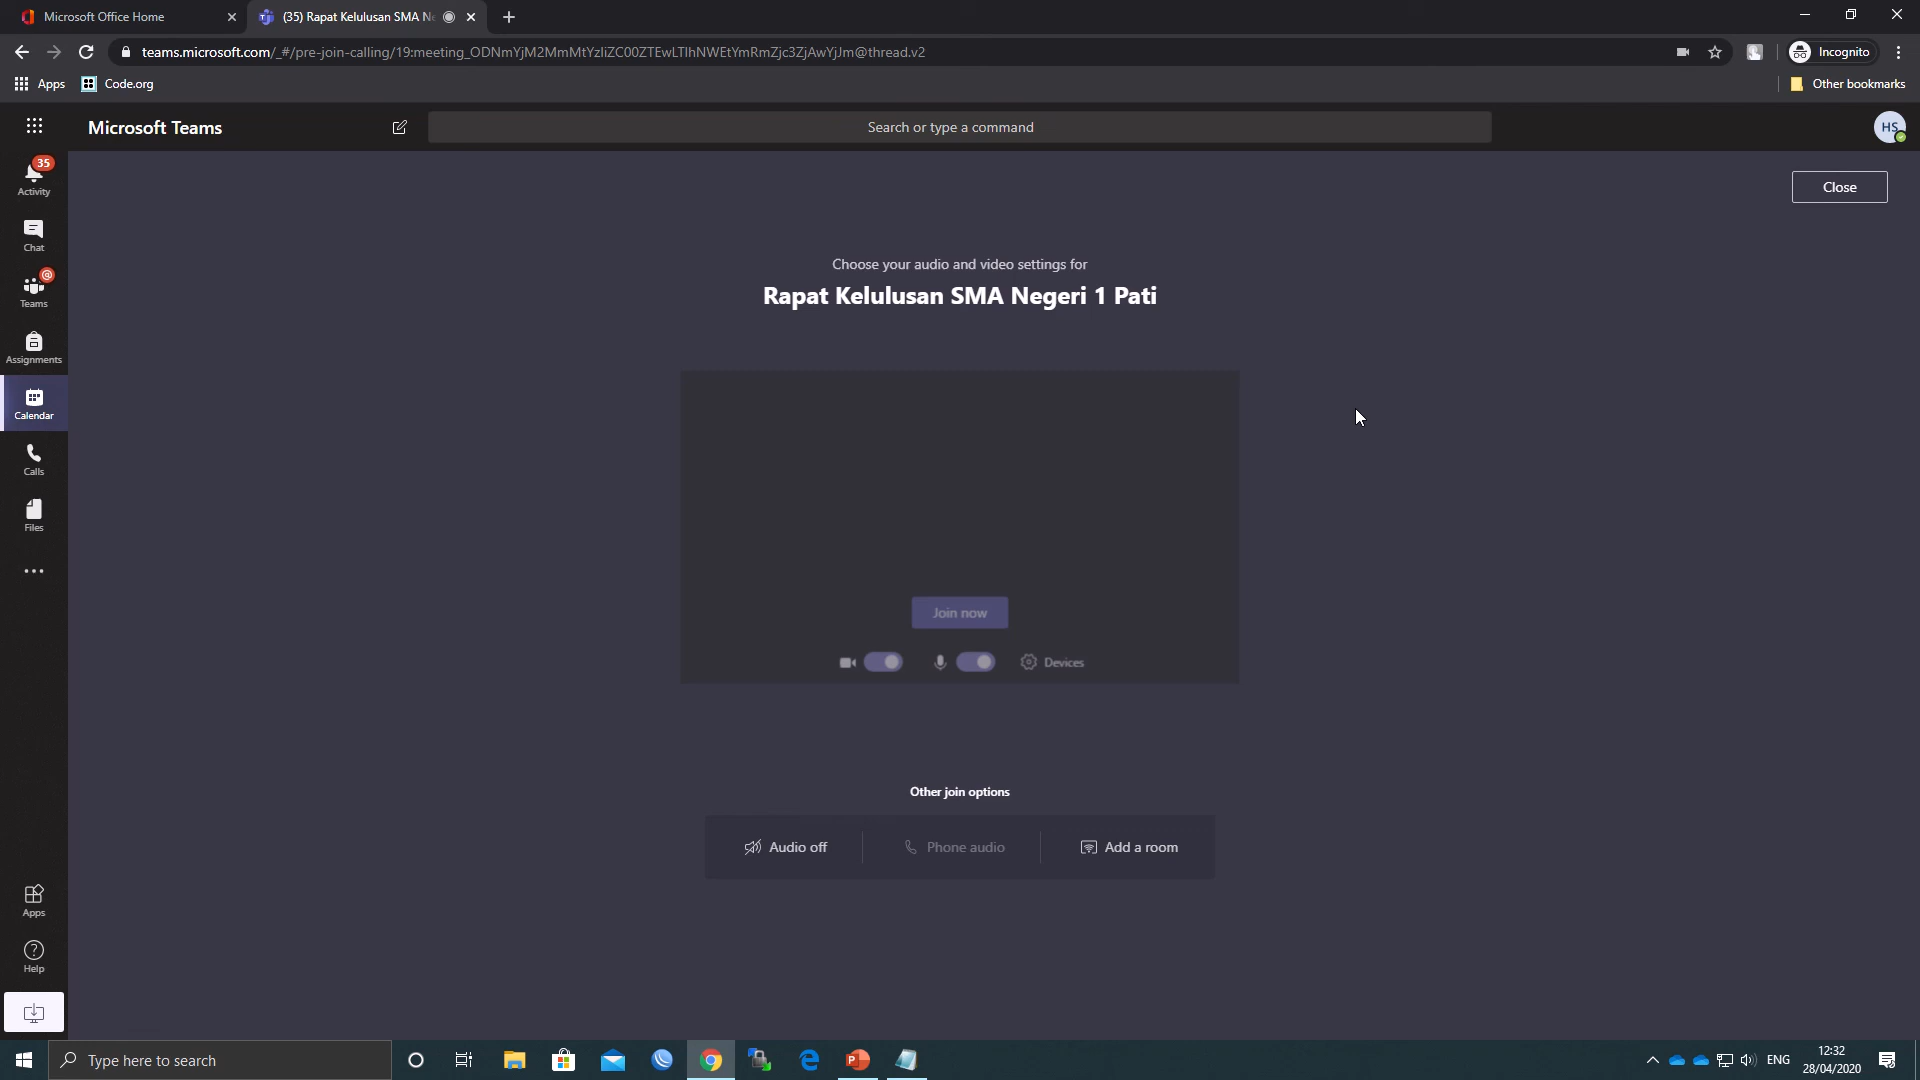 Microsoft Office Home
(35) Rapat Kelulusan SMA Ne
teams.microsoft.com/_#/pre-join-calling/19:meeting_ODNmYjM2MmMtYzliZC00ZTEwLTlhNWEtYmRmZjc3ZjAwYjJm@thread.v2
Incognito
Apps
Code.org
Other bookmarks
Microsoft Teams
Search or type a command
HS
35
Activity
Close
Chat
Choose your audio and video settings for
Rapat Kelulusan SMA Negeri 1 Pati
@
Teams
Assignments
Calendar
Calls
Files
Join now
Devices
Other join options
Audio off
Phone audio
Add a room
Apps
Help
Type here to search
ENG
12:32
28/04/2020